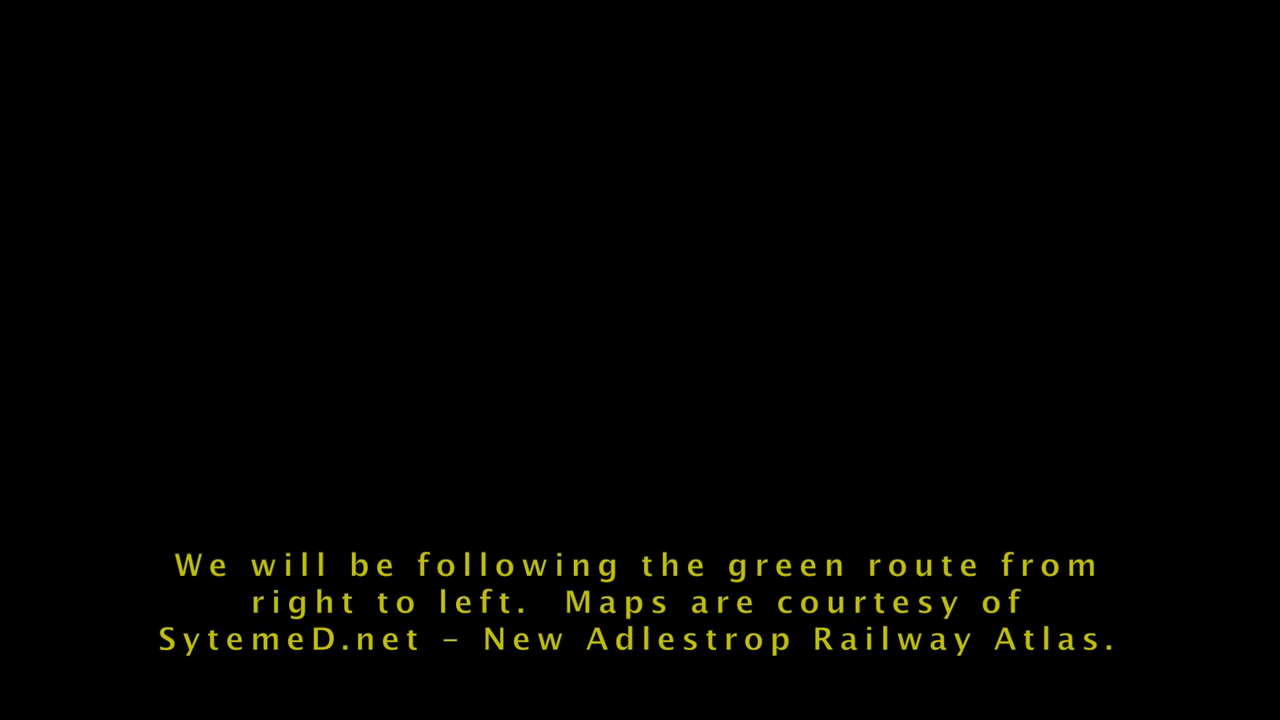 We will be following the green route from
right to left.  Maps are courtesy of
SytemeD.net – New Adlestrop Railway Atlas.